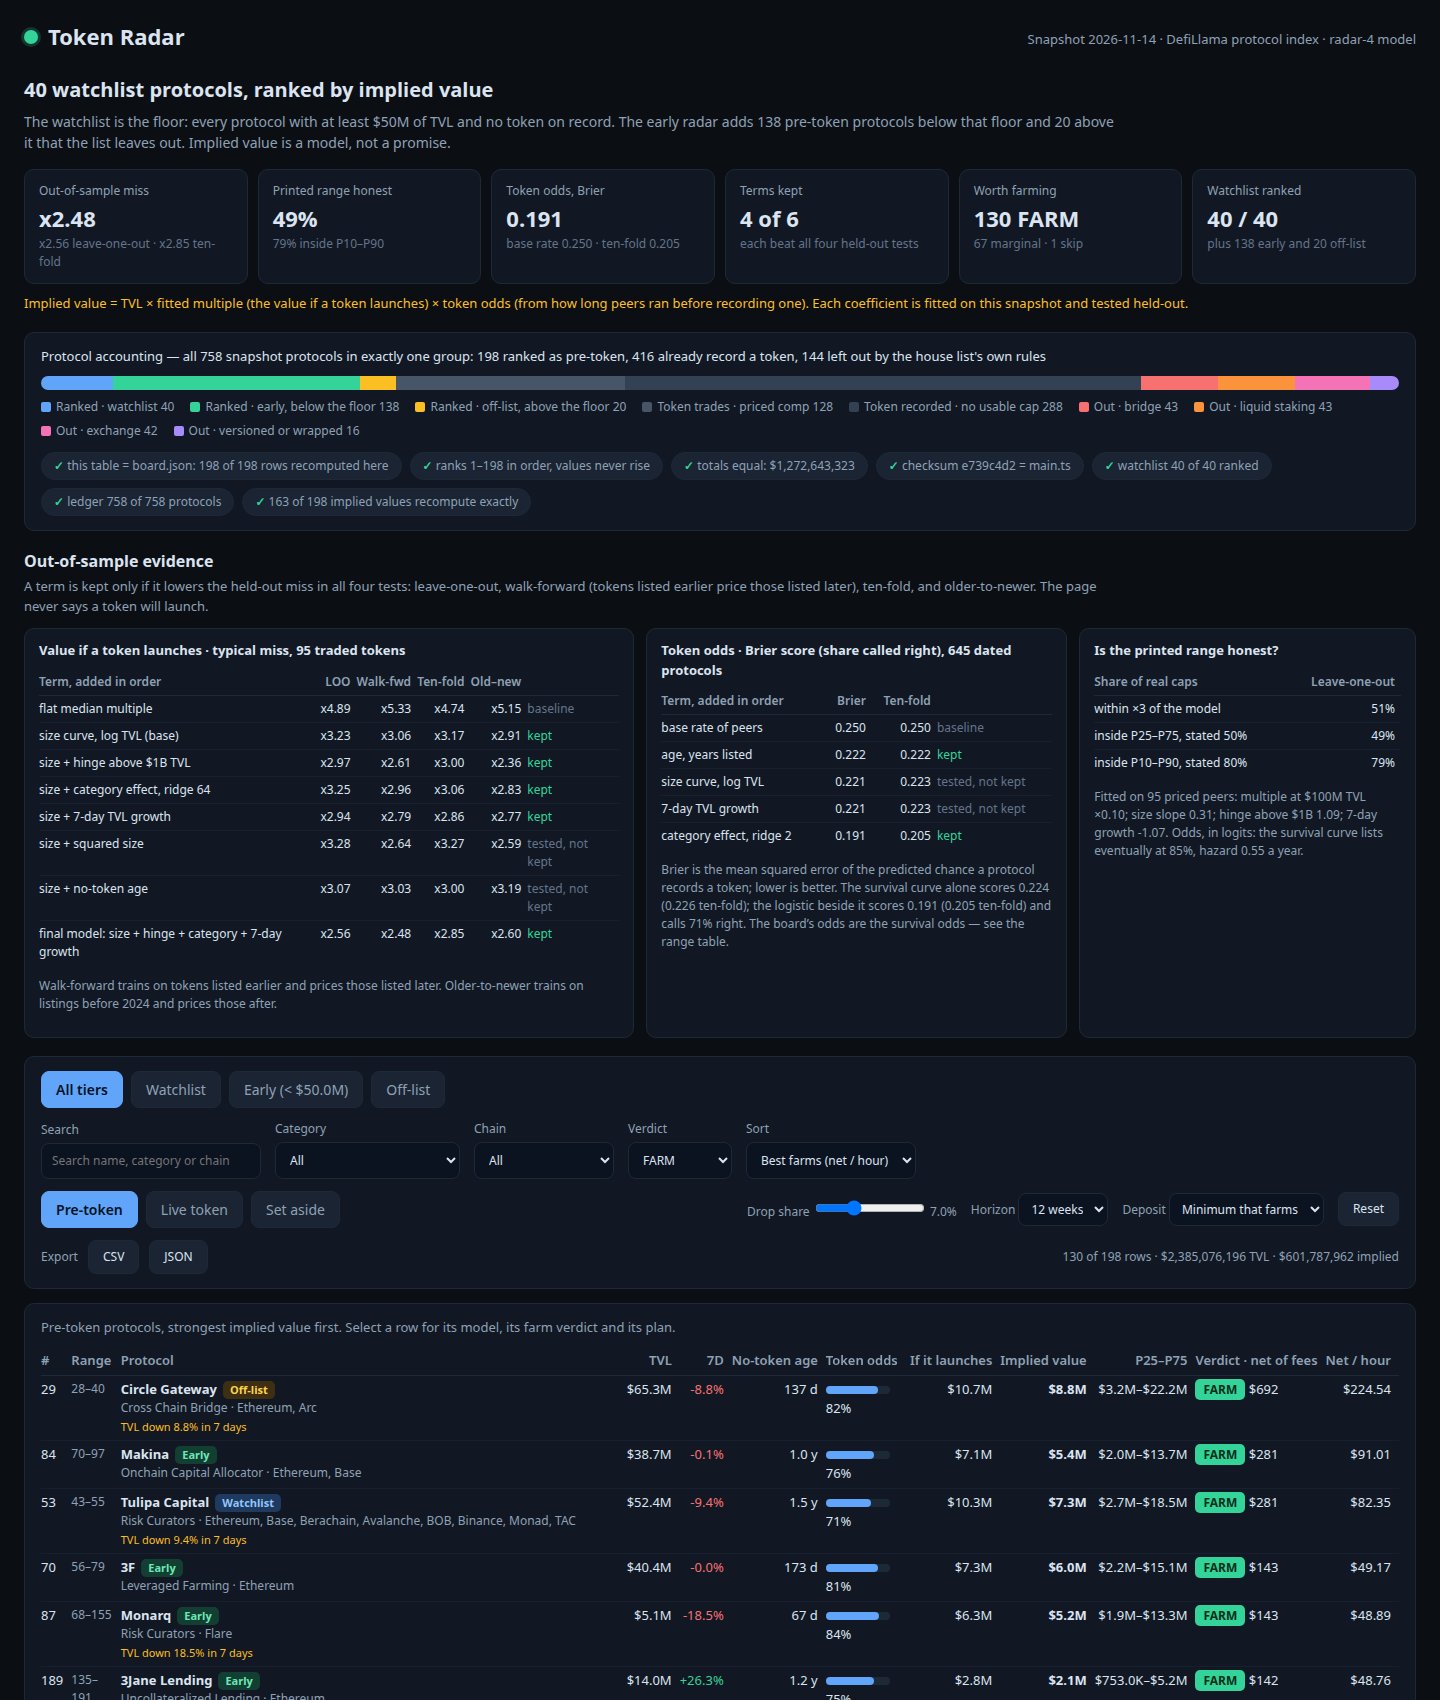 Token Radar
Snapshot 2026-11-14 · DefiLlama protocol index · radar-4 model
40 watchlist protocols, ranked by implied value
The watchlist is the floor: every protocol with at least $50M of TVL and no token on record. The early radar adds 138 pre-token protocols below that floor and 20 above
it that the list leaves out. Implied value is a model, not a promise.
Out-of-sample miss
x2.48
x2.56 leave-one-out · x2.85 ten-
fold
Printed range honest
49%
79% inside P10–P90
Token odds, Brier
0.191
base rate 0.250 · ten-fold 0.205
Terms kept
4 of 6
each beat all four held-out tests
Worth farming
130 FARM
67 marginal · 1 skip
Watchlist ranked
40 / 40
plus 138 early and 20 off-list
Implied value = TVL × fitted multiple (the value if a token launches) × token odds (from how long peers ran before recording one). Each coefficient is fitted on this snapshot and tested held-out.
Protocol accounting — all 758 snapshot protocols in exactly one group: 198 ranked as pre-token, 416 already record a token, 144 left out by the house list's own rules
Ranked · watchlist 40 Ranked · early, below the floor 138 Ranked · off-list, above the floor 20 Token trades · priced comp 128 Token recorded · no usable cap 288 Out · bridge 43 Out · liquid staking 43
Out · exchange 42 Out · versioned or wrapped 16
✓ this table = board.json: 198 of 198 rows recomputed here ✓ ranks 1–198 in order, values never rise ✓ totals equal: $1,272,643,323 ✓ checksum e739c4d2 = main.ts ✓ watchlist 40 of 40 ranked
✓ ledger 758 of 758 protocols ✓ 163 of 198 implied values recompute exactly
Out-of-sample evidence
A term is kept only if it lowers the held-out miss in all four tests: leave-one-out, walk-forward (tokens listed earlier price those listed later), ten-fold, and older-to-newer. The page
never says a token will launch.
Value if a token launches · typical miss, 95 traded tokens
Term, added in order LOO Walk-fwd Ten-fold Old–new
flat median multiple x4.89 x5.33 x4.74 x5.15 baseline
size curve, log TVL (base) x3.23 x3.06 x3.17 x2.91 kept
size + hinge above $1B TVL x2.97 x2.61 x3.00 x2.36 kept
size + category effect, ridge 64 x3.25 x2.96 x3.06 x2.83 kept
size + 7-day TVL growth x2.94 x2.79 x2.86 x2.77 kept
size + squared size x3.28 x2.64 x3.27 x2.59 tested, not
kept
size + no-token age x3.07 x3.03 x3.00 x3.19 tested, not
kept
final model: size + hinge + category + 7-day x2.56 x2.48 x2.85 x2.60 kept
growth
Walk-forward trains on tokens listed earlier and prices those listed later. Older-to-newer trains on
listings before 2024 and prices those after.
Token odds · Brier score (share called right), 645 dated
protocols
Term, added in order Brier Ten-fold
base rate of peers 0.250 0.250 baseline
age, years listed 0.222 0.222 kept
size curve, log TVL 0.221 0.223 tested, not kept
7-day TVL growth 0.221 0.223 tested, not kept
category effect, ridge 2 0.191 0.205 kept
Brier is the mean squared error of the predicted chance a protocol
records a token; lower is better. The survival curve alone scores 0.224
(0.226 ten-fold); the logistic beside it scores 0.191 (0.205 ten-fold) and
calls 71% right. The board's odds are the survival odds — see the
range table.
Is the printed range honest?
Share of real caps Leave-one-out
within ×3 of the model 51%
inside P25–P75, stated 50% 49%
inside P10–P90, stated 80% 79%
Fitted on 95 priced peers: multiple at $100M TVL
×0.10; size slope 0.31; hinge above $1B 1.09; 7-day
growth -1.07. Odds, in logits: the survival curve lists
eventually at 85%, hazard 0.55 a year.
All tiers Watchlist Early (< $50.0M) Off-list
Search Category Chain Verdict Sort
Search name, category or chain All All FARM Best farms (net / hour)
Pre-token Live token Set aside Drop share 7.0% Horizon 12 weeks Deposit Minimum that farms Reset
Export CSV JSON 130 of 198 rows · $2,385,076,196 TVL · $601,787,962 implied
Pre-token protocols, strongest implied value first. Select a row for its model, its farm verdict and its plan.
# Range Protocol TVL 7D No-token age Token odds If it launches Implied value P25–P75 Verdict · net of fees Net / hour
29 28–40 Circle Gateway Off-list $65.3M -8.8% 137 d $10.7M $8.8M $3.2M–$22.2M FARM $692 $224.54
Cross Chain Bridge · Ethereum, Arc 82%
TVL down 8.8% in 7 days
84 70–97 Makina Early $38.7M -0.1% 1.0 y $7.1M $5.4M $2.0M–$13.7M FARM $281 $91.01
Onchain Capital Allocator · Ethereum, Base 76%
53 43–55 Tulipa Capital Watchlist $52.4M -9.4% 1.5 y $10.3M $7.3M $2.7M–$18.5M FARM $281 $82.35
Risk Curators · Ethereum, Base, Berachain, Avalanche, BOB, Binance, Monad, TAC 71%
TVL down 9.4% in 7 days
70 56–79 3F Early $40.4M -0.0% 173 d $7.3M $6.0M $2.2M–$15.1M FARM $143 $49.17
Leveraged Farming · Ethereum 81%
87 68–155 Monarq Early $5.1M -18.5% 67 d $6.3M $5.2M $1.9M–$13.3M FARM $143 $48.89
Risk Curators · Flare 84%
TVL down 18.5% in 7 days
189 135– 3Jane Lending Early $14.0M +26.3% 1.2 y $2.8M $2.1M $753.0K–$5.2M FARM $142 $48.76
191 Uncollateralized Lending · Ethereum 75%